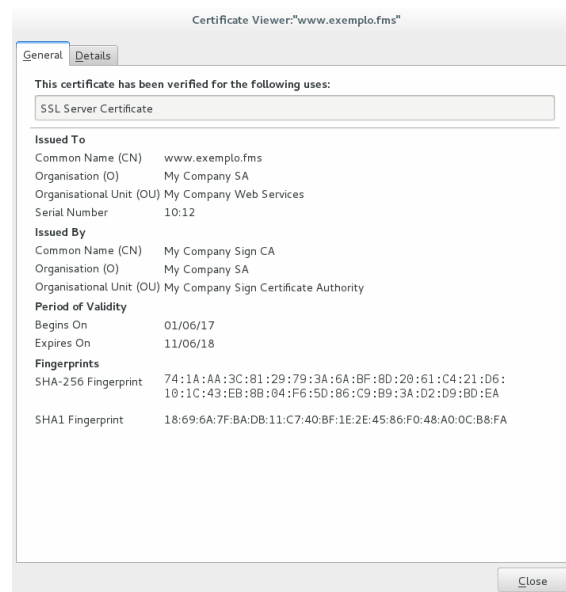 Certificate Viewer:"www.exemplo.fms"
General Details
This certificate has been verified for the following uses:
SSL Server Certificate
Issued To
Common Name (CN) www.exemplo.fms
Organisation (O) My Company SA
Organisational Unit (OU) My Company Web Services
Serial Number 10:12
Issued By
Common Name (CN) My Company Sign CA
Organisation (O) My Company SA
Organisational Unit (OU) My Company Sign Certificate Authority
Period of Validity
Begins On 01/06/17
Expires On 11/06/18
Fingerprints
SHA-256 Fingerprint 74:1A:AA:3C:81:29:79:3A:6A:BF:8D:20:61:C4:21:D6:
10:1C:43:EB:8B:04:F6:5D:86:C9:B9:3A:D2:D9:BD:EA
SHA1 Fingerprint 18:69:6A:7F:BA:DB:11:C7:40:BF:1E:2E:45:86:F0:48:A0:0C:B8:FA
Close